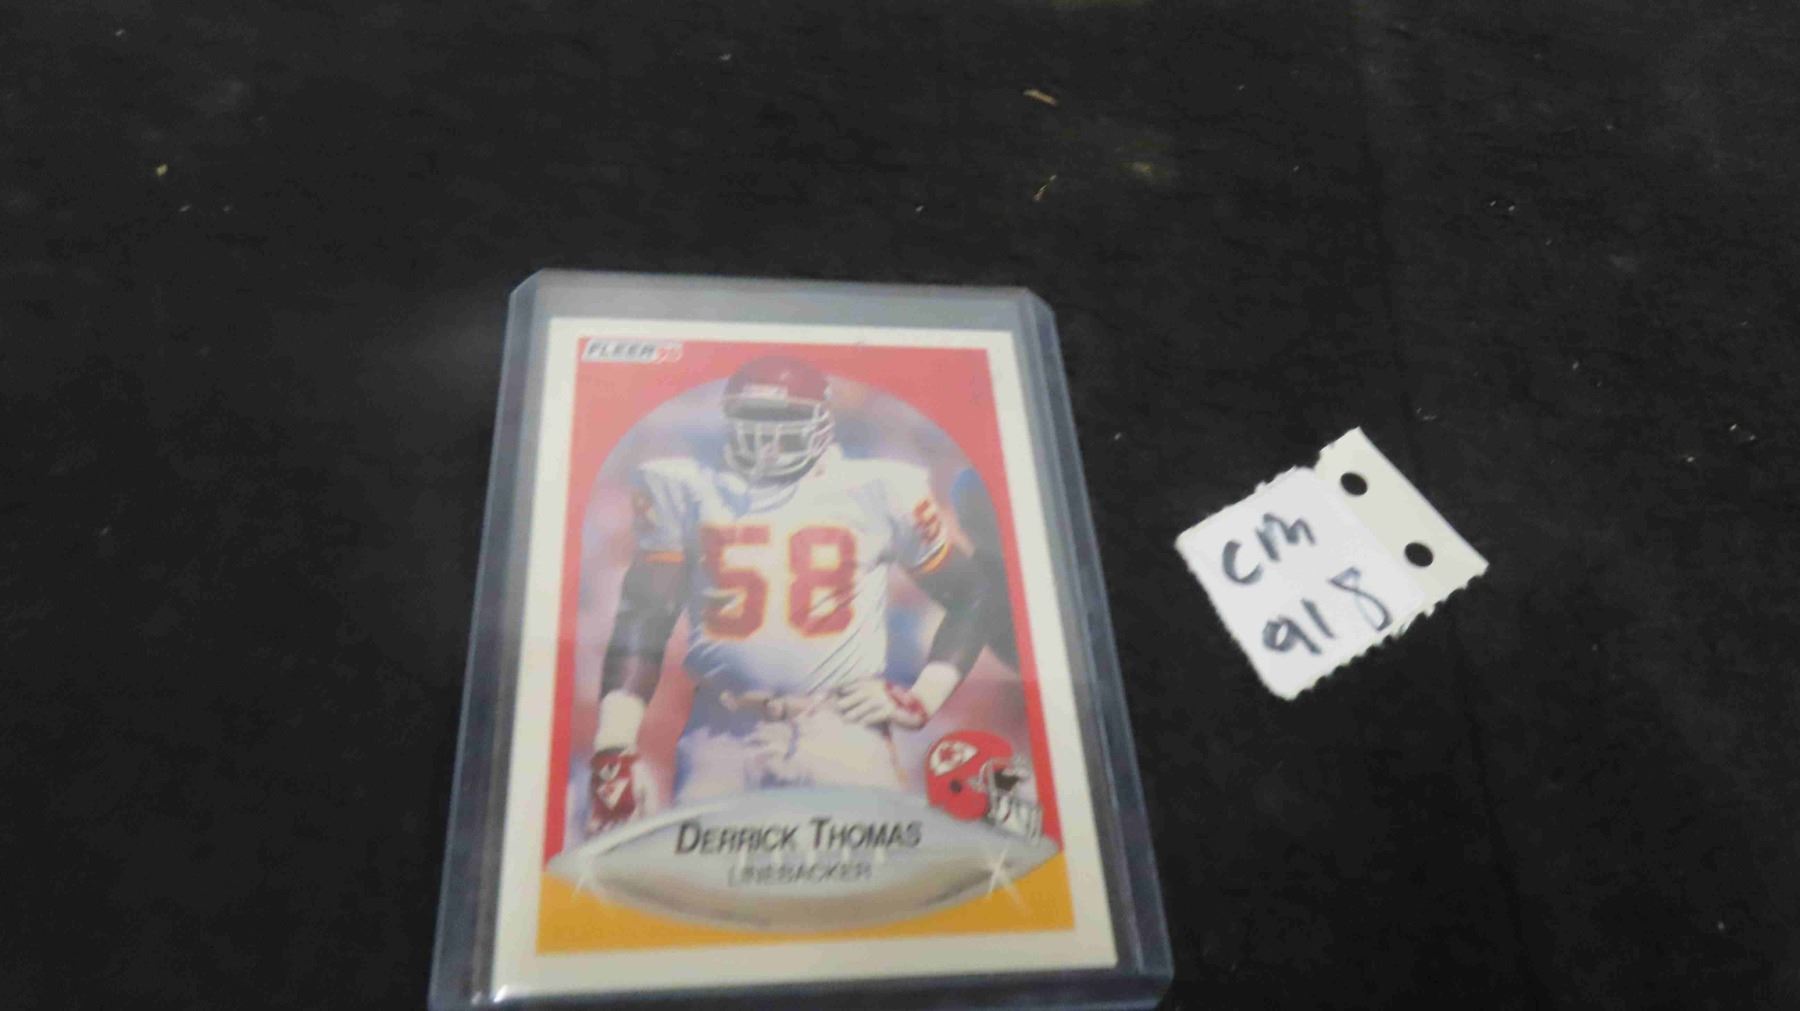 FLEER 90
58
DERRICK THOMAS
LINEBACKER
CM
918